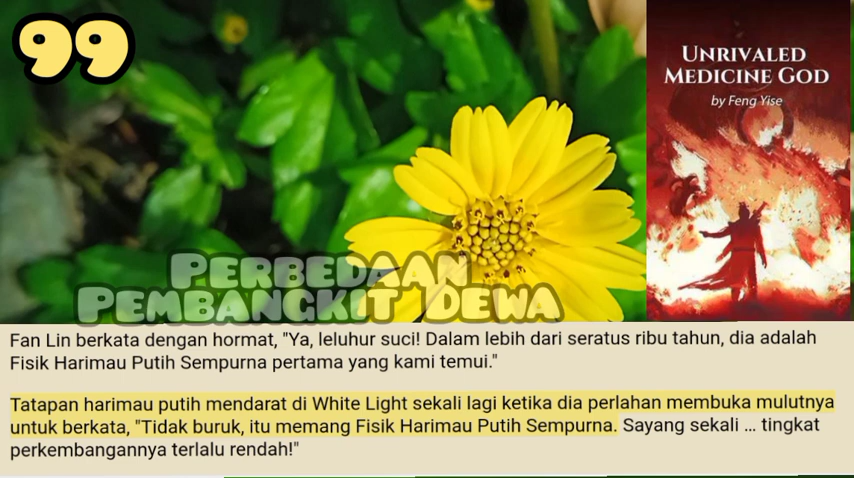 99
UNRIVALED
MEDICINE GOD
by Feng Yise
PERBEDAAN
PEMBANGKIT DEWA
Fan Lin berkata dengan hormat, "Ya, leluhur suci! Dalam lebih dari seratus ribu tahun, dia adalah
Fisik Harimau Putih Sempurna pertama yang kami temui."
Tatapan harimau putih mendarat di White Light sekali lagi ketika dia perlahan membuka mulutnya
untuk berkata, "Tidak buruk, itu memang Fisik Harimau Putih Sempurna. Sayang sekali ... tingkat
perkembangannya terlalu rendah!"